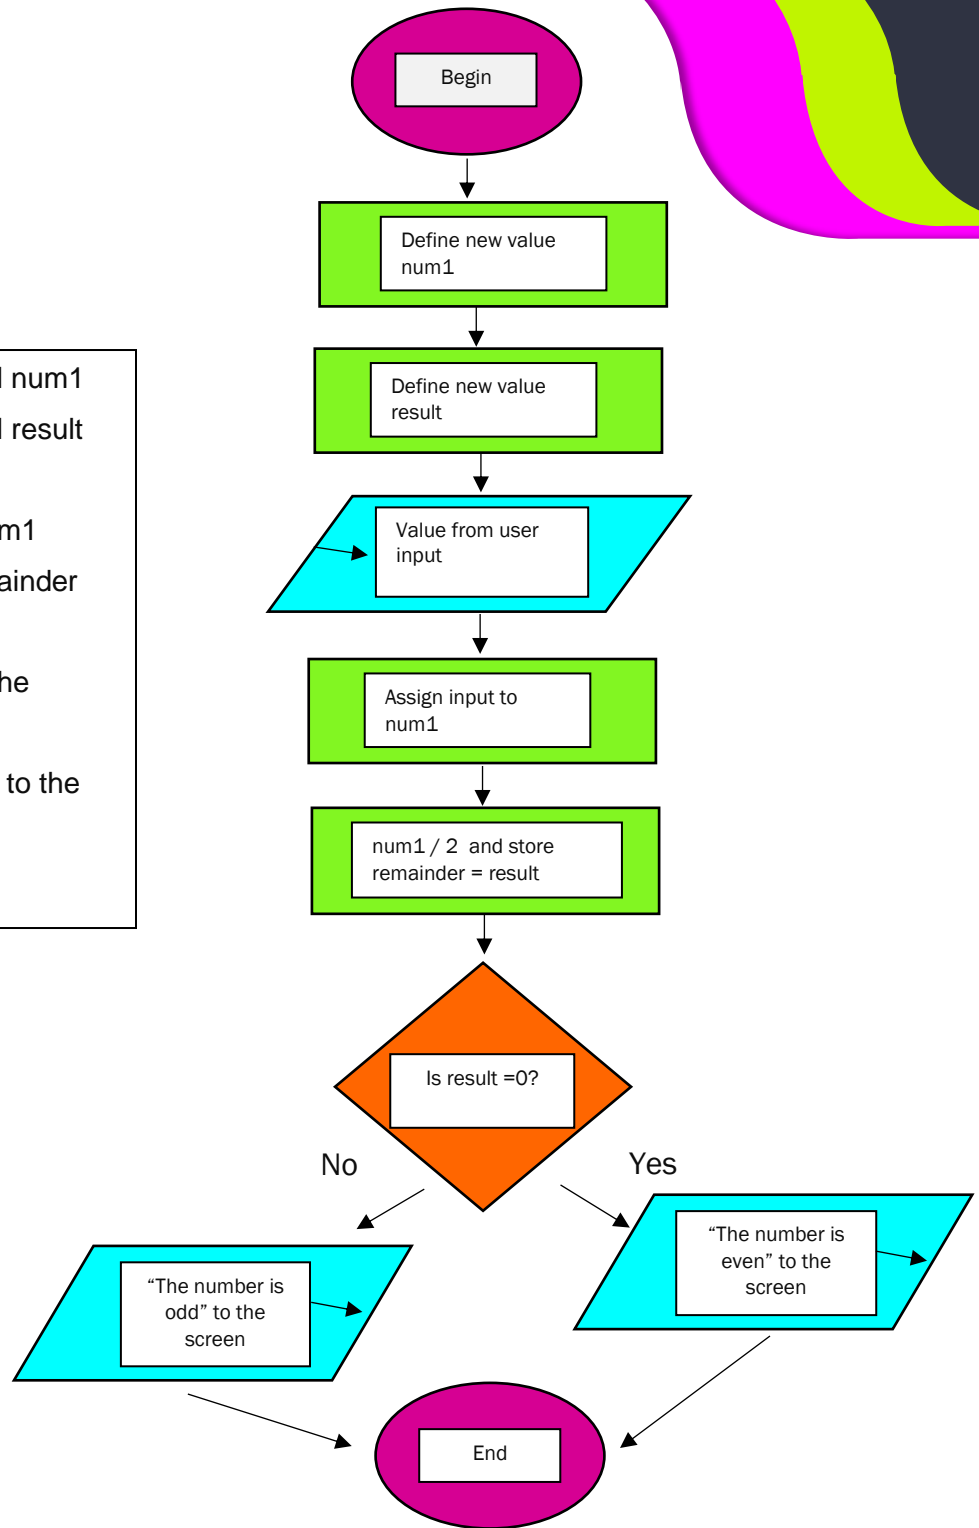 Begin
Define new value
num1
Define new value
result
num1
result
ainder
to the
Value from user
input
Assign input to
num1
num1 / 2 and store
remainder = result
Is result =0?
No
Yes
“The number is
odd” to the
screen
“The number is
even” to the
screen
End